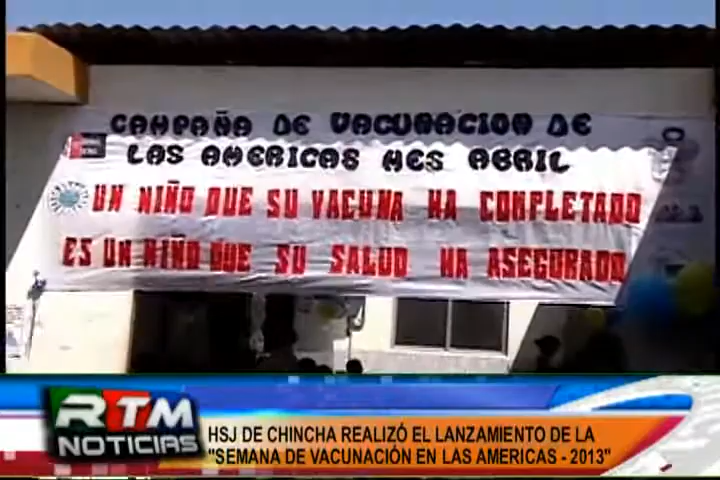 CAMPAÑA DE VACUNACION DE
LAS AMERICAS MES ABRIL
UN NIÑO QUE SU VACUNA HA COMPLETADO
ES UN NIÑO QUE SU SALUD HA ASEGURADO
RTM
NOTICIAS
HSJ DE CHINCHA REALIZÓ EL LANZAMIENTO DE LA
"SEMANA DE VACUNACIÓN EN LAS AMERICAS - 2013"